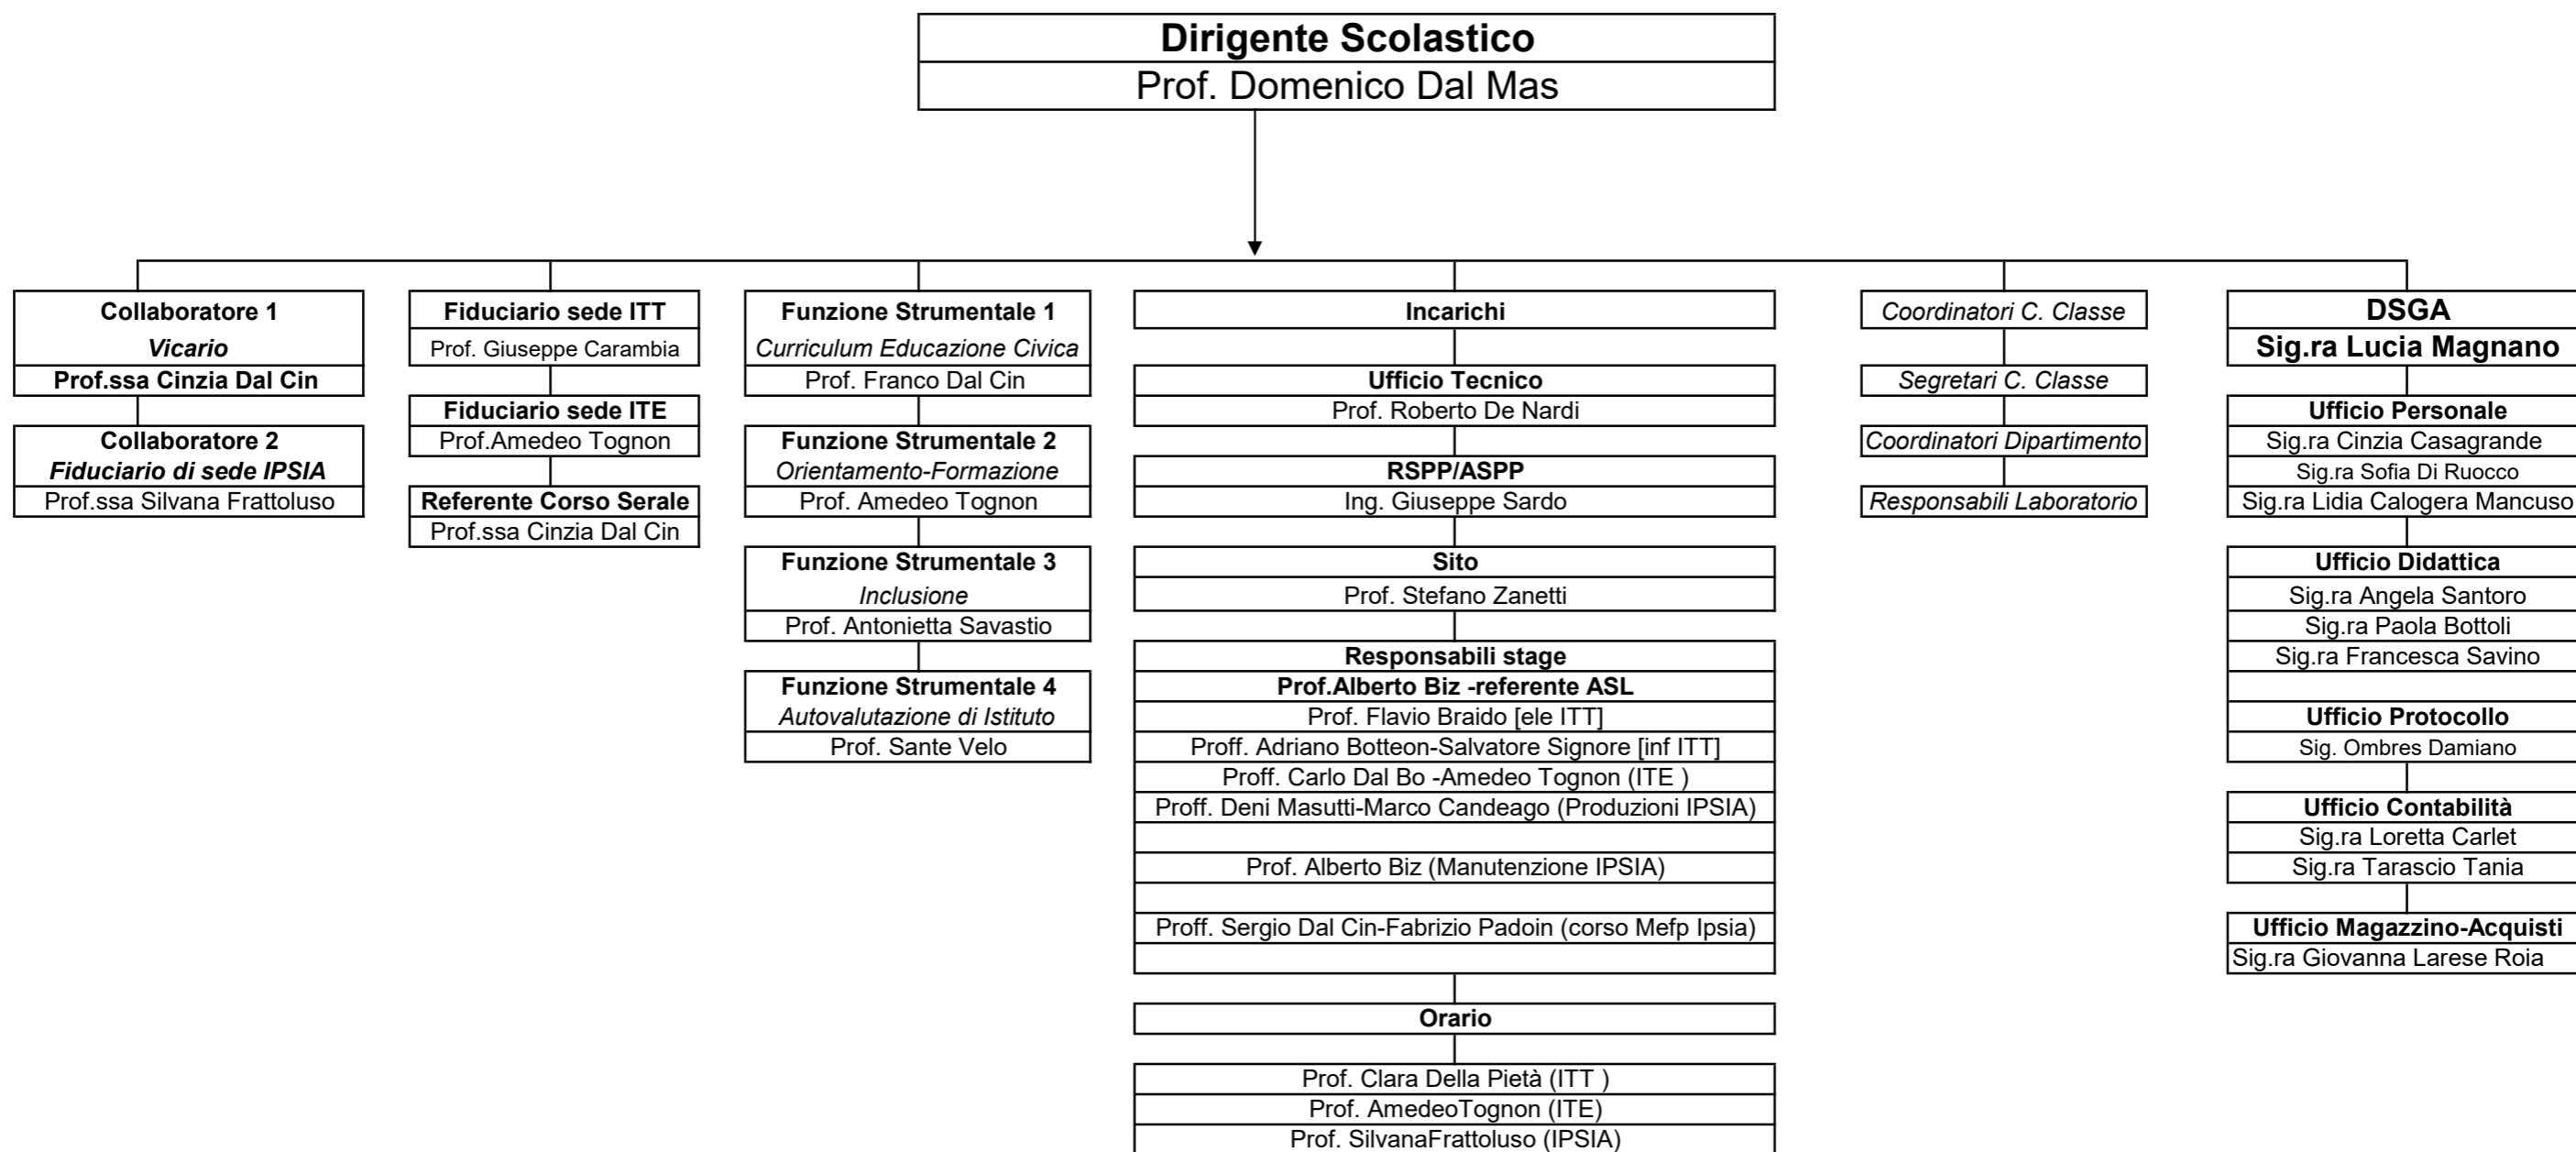 Dirigente Scolastico
Prof. Domenico Dal Mas
Collaboratore 1
Vicario
Prof.ssa Cinzia Dal Cin
Collaboratore 2
Fiduciario di sede IPSIA
Prof.ssa Silvana Frattoluso
Fiduciario sede ITT
Prof. Giuseppe Carambia
Fiduciario sede ITE
Prof.Amedeo Tognon
Referente Corso Serale
Prof.ssa Cinzia Dal Cin
Funzione Strumentale 1
Curriculum Educazione Civica
Prof. Franco Dal Cin
Funzione Strumentale 2
Orientamento-Formazione
Prof. Amedeo Tognon
Funzione Strumentale 3
Inclusione
Prof. Antonietta Savastio
Funzione Strumentale 4
Autovalutazione di Istituto
Prof. Sante Velo
Incarichi
Ufficio Tecnico
Prof. Roberto De Nardi
RSPP/ASPP
Ing. Giuseppe Sardo
Sito
Prof. Stefano Zanetti
Responsabili stage
Prof.Alberto Biz -referente ASL
Prof. Flavio Braido [ele ITT]
Proff. Adriano Botteon-Salvatore Signore [inf ITT]
Proff. Carlo Dal Bo -Amedeo Tognon (ITE )
Proff. Deni Masutti-Marco Candeago (Produzioni IPSIA)
Prof. Alberto Biz (Manutenzione IPSIA)
Proff. Sergio Dal Cin-Fabrizio Padoin (corso Mefp Ipsia)
Orario
Prof. Clara Della Pietà (ITT )
Prof. AmedeoTognon (ITE)
Prof. SilvanaFrattoluso (IPSIA)
Coordinatori C. Classe
Segretari C. Classe
Coordinatori Dipartimento
Responsabili Laboratorio
DSGA
Sig.ra Lucia Magnano
Ufficio Personale
Sig.ra Cinzia Casagrande
Sig.ra Sofia Di Ruocco
Sig.ra Lidia Calogera Mancuso
Ufficio Didattica
Sig.ra Angela Santoro
Sig.ra Paola Bottoli
Sig.ra Francesca Savino
Ufficio Protocollo
Sig. Ombres Damiano
Ufficio Contabilità
Sig.ra Loretta Carlet
Sig.ra Tarascio Tania
Ufficio Magazzino-Acquisti
Sig.ra Giovanna Larese Roia